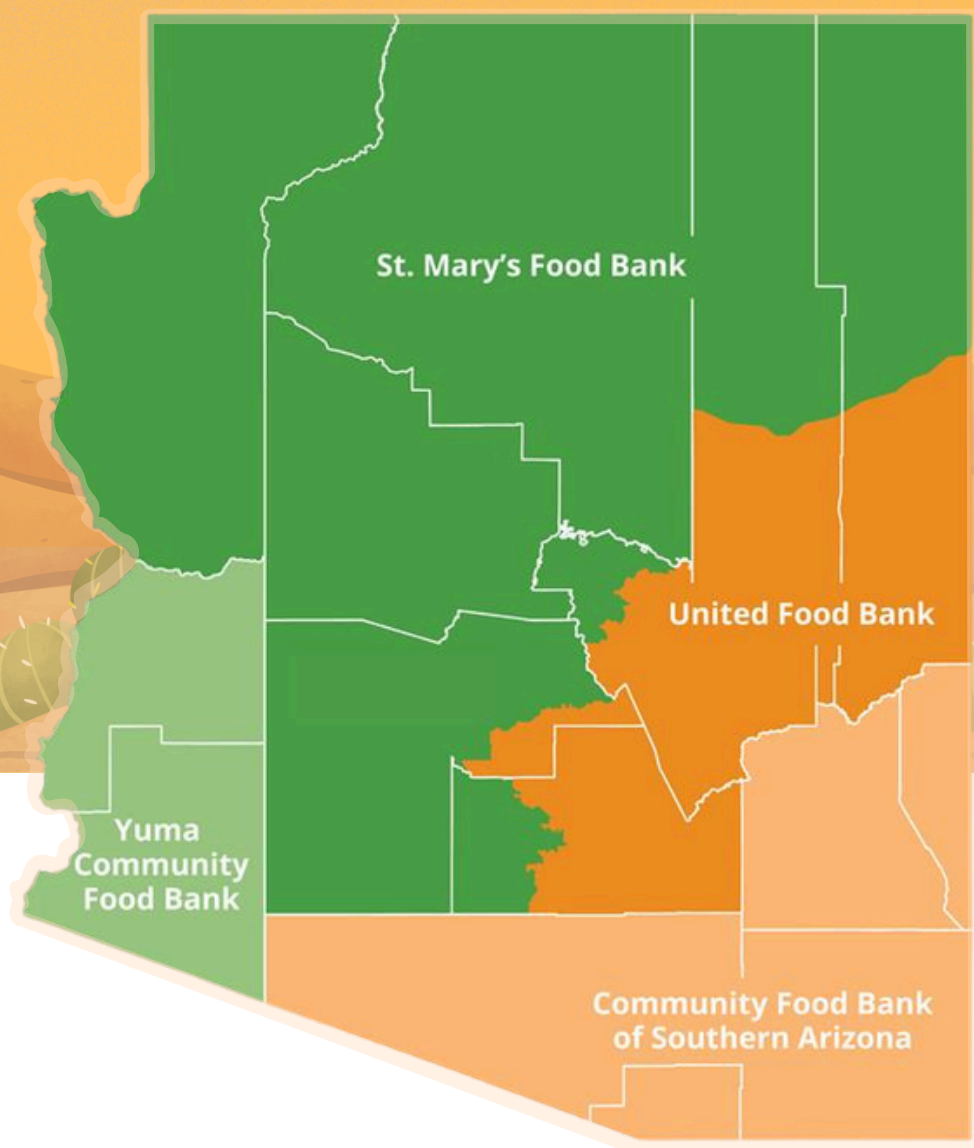 St. Mary’s Food Bank
United Food Bank
Yuma
Community
Food Bank
Community Food Bank
of Southern Arizona